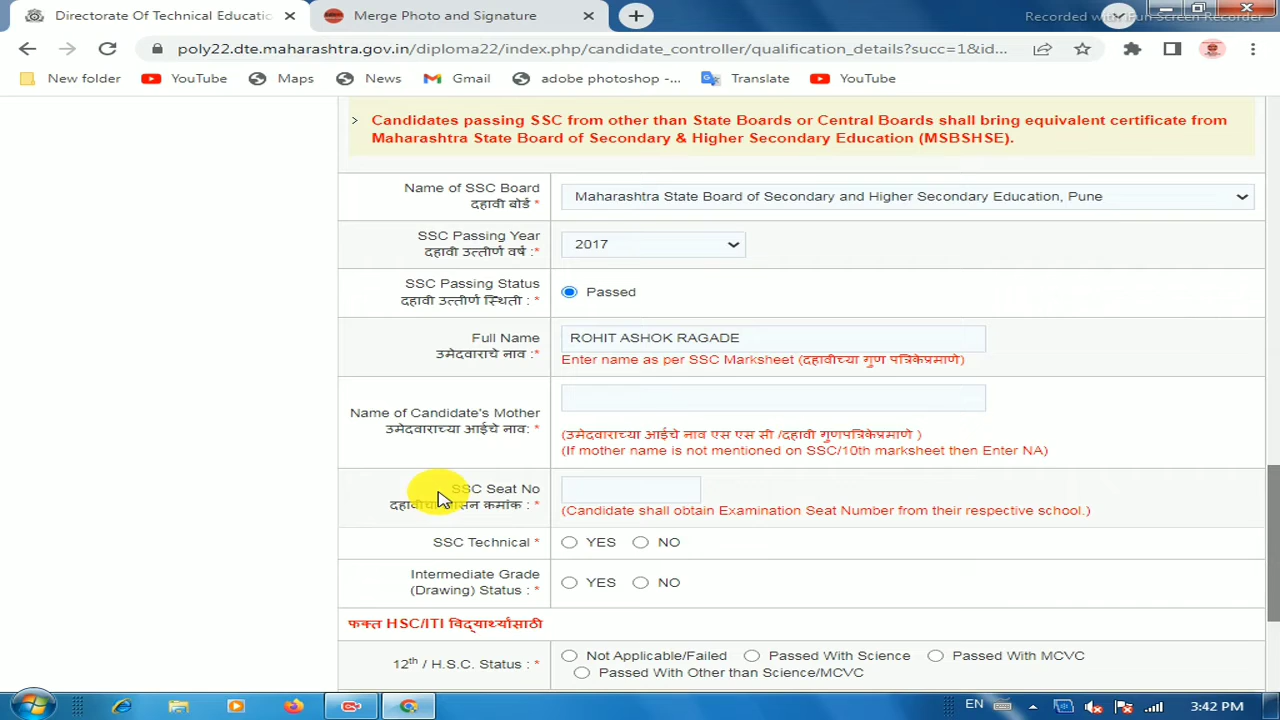 Directorate Of Technical Educatio
Merge Photo and Signature
Recorded with iFun Screen Recorder
poly22.dte.maharashtra.gov.in/diploma22/index.php/candidate_controller/qualification_details?succ=1&id...
New folder YouTube Maps News Gmail adobe photoshop -... Translate YouTube
Candidates passing SSC from other than State Boards or Central Boards shall bring equivalent certificate from
Maharashtra State Board of Secondary & Higher Secondary Education (MSBSHSE).
Name of SSC Board
दहावी बोर्ड *
Maharashtra State Board of Secondary and Higher Secondary Education, Pune
SSC Passing Year
दहावी उत्तीर्ण वर्ष :*
2017
SSC Passing Status
दहावी उत्तीर्ण स्थिती : *
Passed
Full Name
उमेदवाराचे नाव :*
ROHIT ASHOK RAGADE
Enter name as per SSC Marksheet (दहावीच्या गुण पत्रिकेप्रमाणे)
Name of Candidate's Mother
उमेदवाराच्या आईचे नाव: *
(उमेदवाराच्या आईचे नाव एस एस सी /दहावी गुणपत्रिकेप्रमाणे )
(If mother name is not mentioned on SSC/10th marksheet then Enter NA)
SSC Seat No
दहावीचा आसन कमांक : *
(Candidate shall obtain Examination Seat Number from their respective school.)
SSC Technical *
YES NO
Intermediate Grade
(Drawing) Status : *
YES NO
फक्त HSC/ITI विद्यार्थ्यांसाठी
12th / H.S.C. Status : *
Not Applicable/Failed Passed With Science Passed With MCVC
Passed With Other than Science/MCVC
EN 3:42 PM